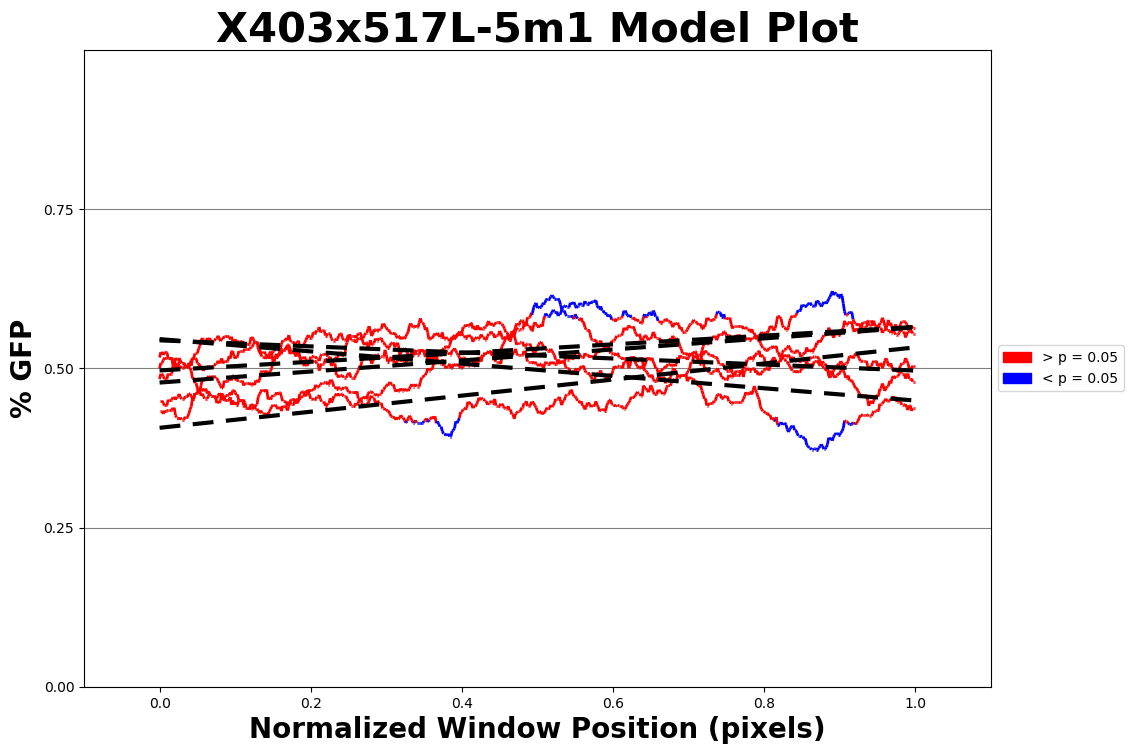 X403x517L-5m1 Model Plot
% GFP
0.75
0.50
0.25
0.00
0.0 0.2 0.4 0.6 0.8 1.0
Normalized Window Position (pixels)
> p = 0.05
< p = 0.05